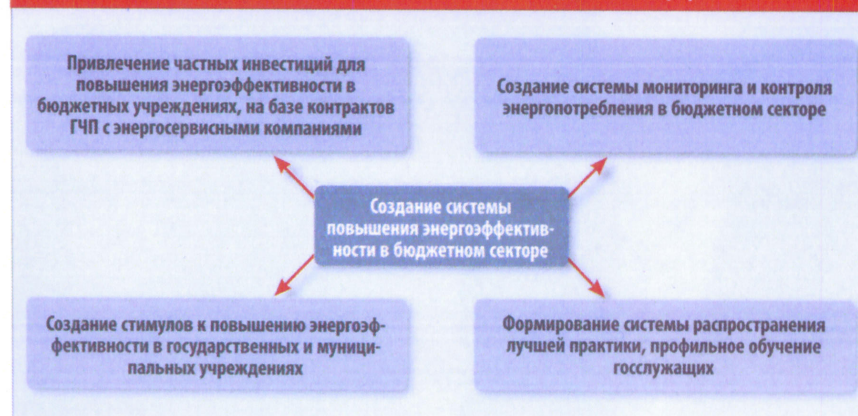 Привлечение частных инвестиций для
повышения энергоэффективности в
бюджетных учреждениях, на базе контрактов
ГЧП с энергосервисными компаниями
Создание системы мониторинга и контроля
энергопотребления в бюджетном секторе
Создание системы
повышения энергоэффектив-
ности в бюджетном секторе
Создание стимулов к повышению энергоэф-
фективности в государственных и муници-
пальных учреждениях
Формирование системы распространения
лучшей практики, профильное обучение
госслужащих